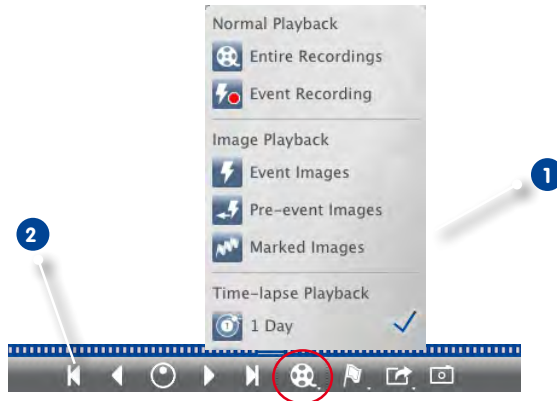 Normal Playback
Entire Recordings
Event Recording
Image Playback
Event Images
Pre-event Images
Marked Images
Time-lapse Playback
1 Day
1
2